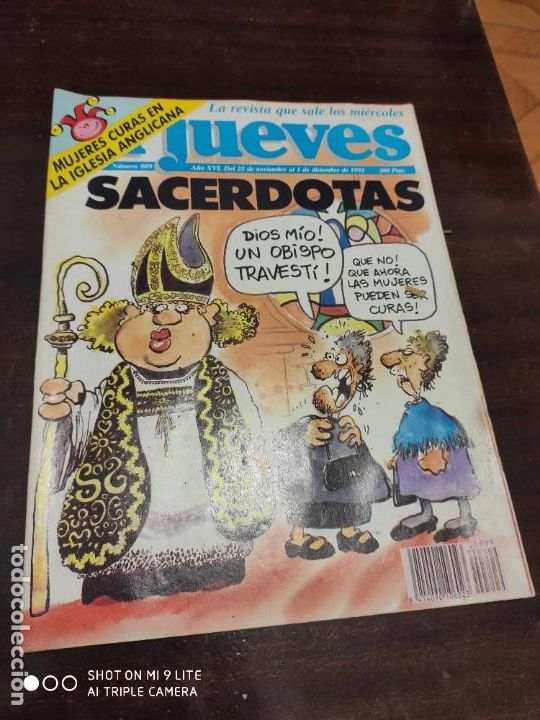 MUJERES CURAS EN
LA IGLESIA ANGLICANA
La revista que sale los miércoles
jueves
Número 809
Año XVI. Del 25 de noviembre al 1 de diciembre de 1992
200 Ptas.
SACERDOTAS
DIOS MÍO!
UN OBISPO
TRAVESTÍ!
QUE NO!
QUE AHORA
LAS MUJERES
PUEDEN SER
CURAS!
todocoleccion
SHOT ON MI 9 LITE
AI TRIPLE CAMERA